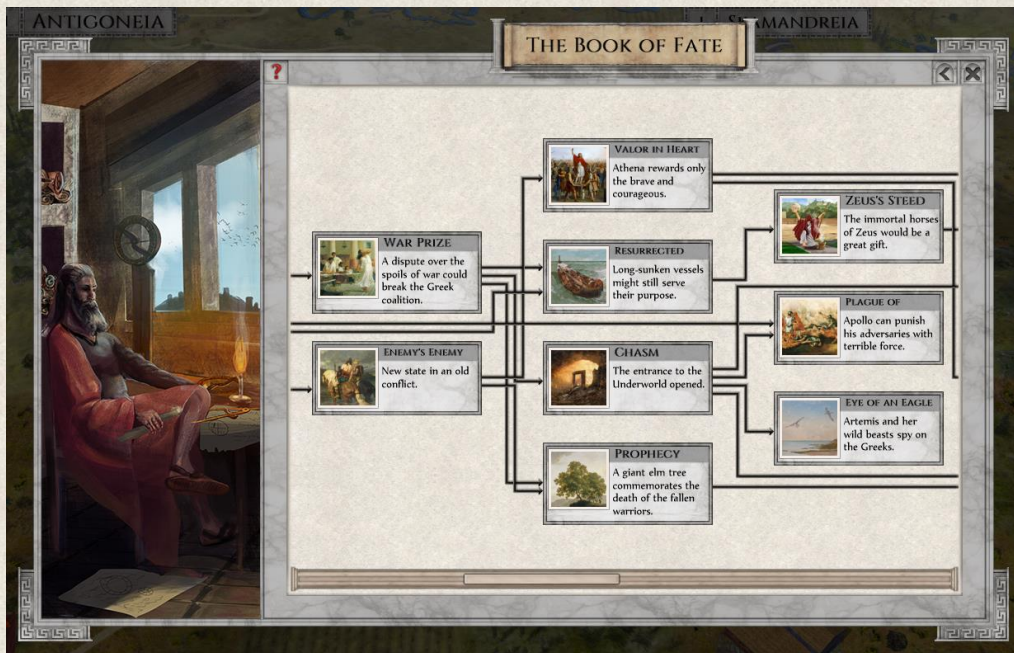 ANTIGONEIA
THE BOOK OF FATE
?
WAR PRIZE
A dispute over the
spoils of war could
break the Greek
coalition.
ENEMY'S ENEMY
New state in an old
conflict.
VALOR IN HEART
Athena rewards only
the brave and
courageous.
RESURRECTED
Long-sunken vessels
might still serve
their purpose.
CHASM
The entrance to the
Underworld opened.
PROPHECY
A giant elm tree
commemorates the
death of the fallen
warriors.
ZEUS'S STEED
The immortal horses
of Zeus would be a
great gift.
PLAGUE OF
Apollo can punish
his adversaries with
terrible force.
EYE OF AN EAGLE
Artemis and her
wild beasts spy on
the Greeks.